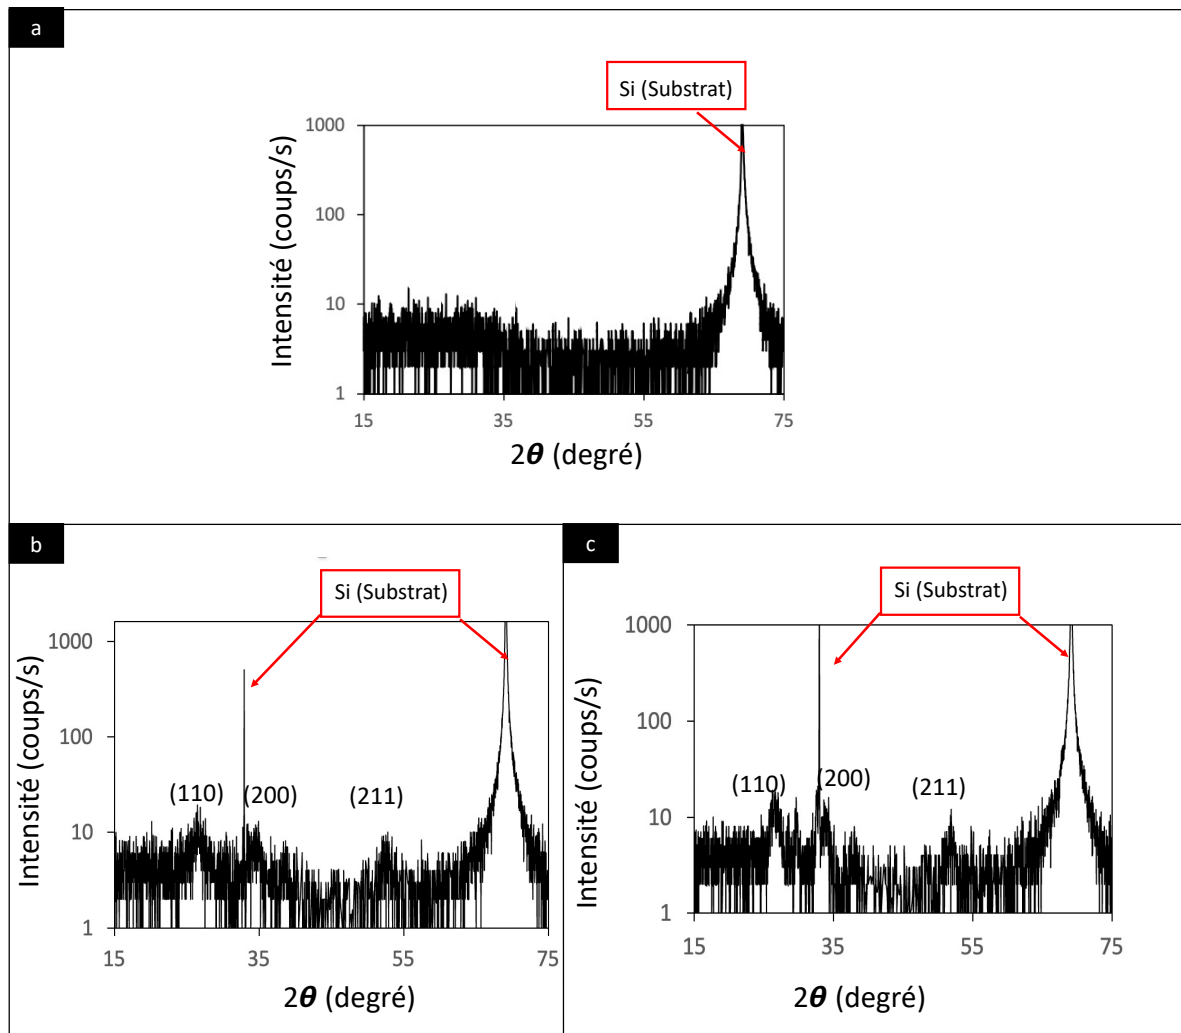 a
Si (Substrat)
Intensité (coups/s)
1000
100
10
1
15 35 55 75
2θ (degré)
b
Si (Substrat)
Intensité (coups/s)
1000
100
10
1
(110) (200) (211)
15 35 55 75
2θ (degré)
c
Si (Substrat)
Intensité (coups/s)
1000
100
10
1
(110) (200) (211)
15 35 55 75
2θ (degré)